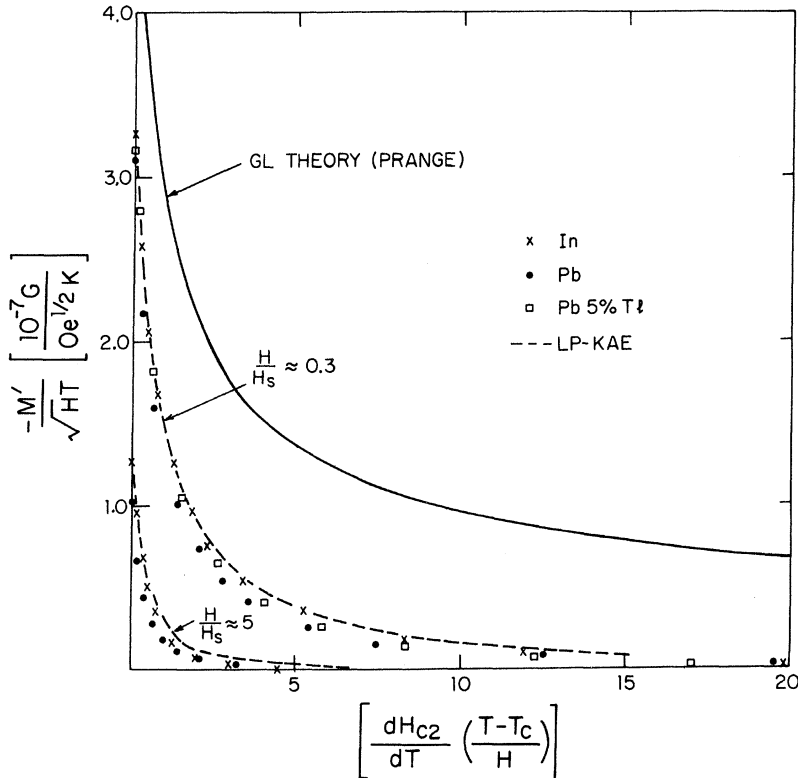 4.0
3.0
2.0
1.0
GL THEORY (PRANGE)
x In
• Pb
□ Pb 5% Tℓ
--- LP-KAE
H/Hs ≈ 0.3
H/Hs ≈ 5
-M′/√HT [10⁻⁷G/Oe^1/2 K]
5 10 15 20
[dHC2/dT (T-TC/H)]